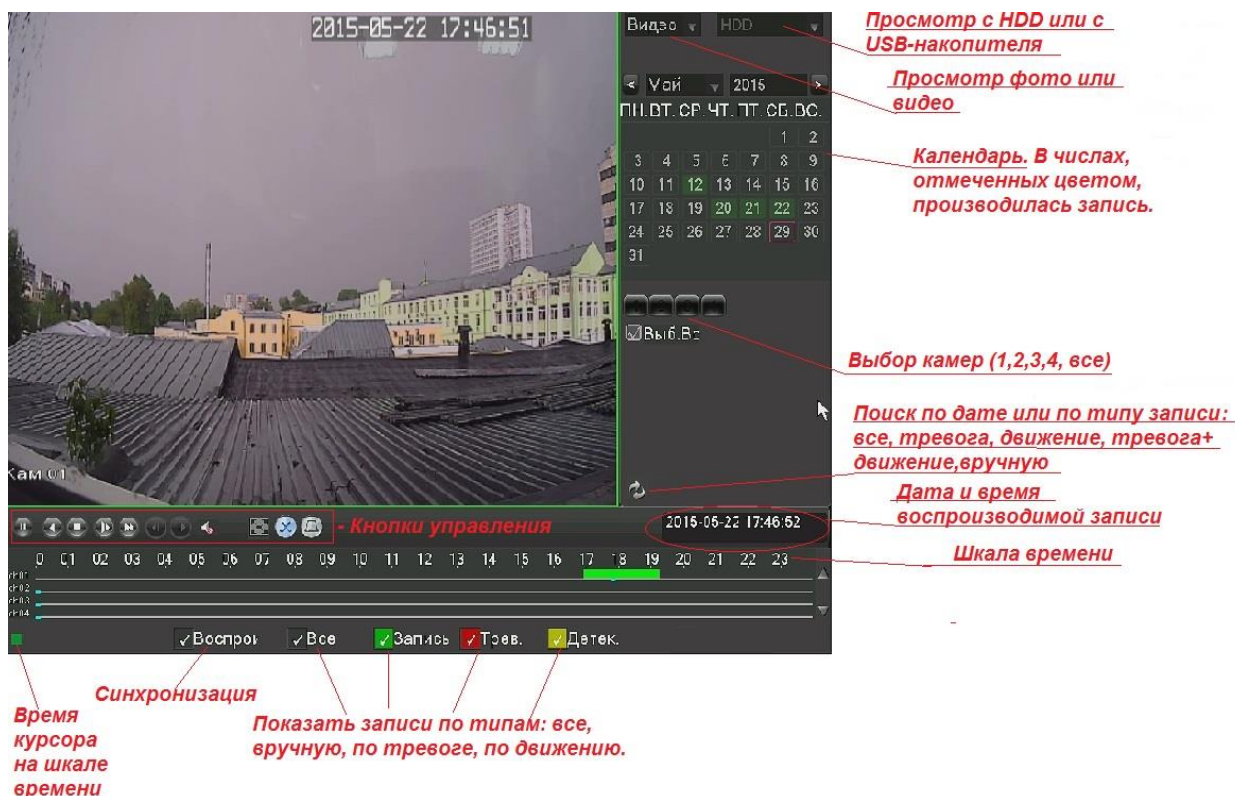 2015-05-22 17:46:51
Видео
HDD
Просмотр с HDD или с
USB-накопителя
Просмотр фото или
видео
< Май 2015 >
ПН. ВТ. СР. ЧТ. ПТ. СБ. ВС.
1 2
3 4 5 6 7 8 9
10 11 12 13 14 15 16
17 18 19 20 21 22 23
24 25 26 27 28 29 30
31
Календарь. В числах,
отмеченных цветом,
производилась запись.
Выб.Вс
Выбор камер (1,2,3,4, все)
Поиск по дате или по типу записи:
все, тревога, движение, тревога+
движение,вручную
Кам 01
Дата и время
воспроизводимой записи
- Кнопки управления
2015-05-22 17:46:52
Шкала времени
0 01 02 03 04 05 06 07 08 09 10 11 12 13 14 15 16 17 18 19 20 21 22 23
ch01
ch02
ch03
ch04
Воспрои Все Запись Трев. Детек.
Синхронизация
Время
курсора
на шкале
времени
Показать записи по типам: все,
вручную, по тревоге, по движению.